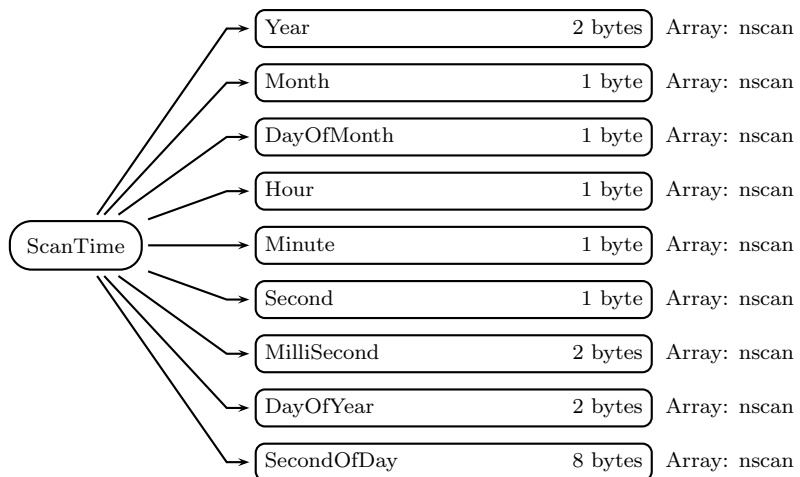 Year 2 bytes Array: nscan
Month 1 byte Array: nscan
DayOfMonth 1 byte Array: nscan
Hour 1 byte Array: nscan
ScanTime Minute 1 byte Array: nscan
Second 1 byte Array: nscan
MilliSecond 2 bytes Array: nscan
DayOfYear 2 bytes Array: nscan
SecondOfDay 8 bytes Array: nscan